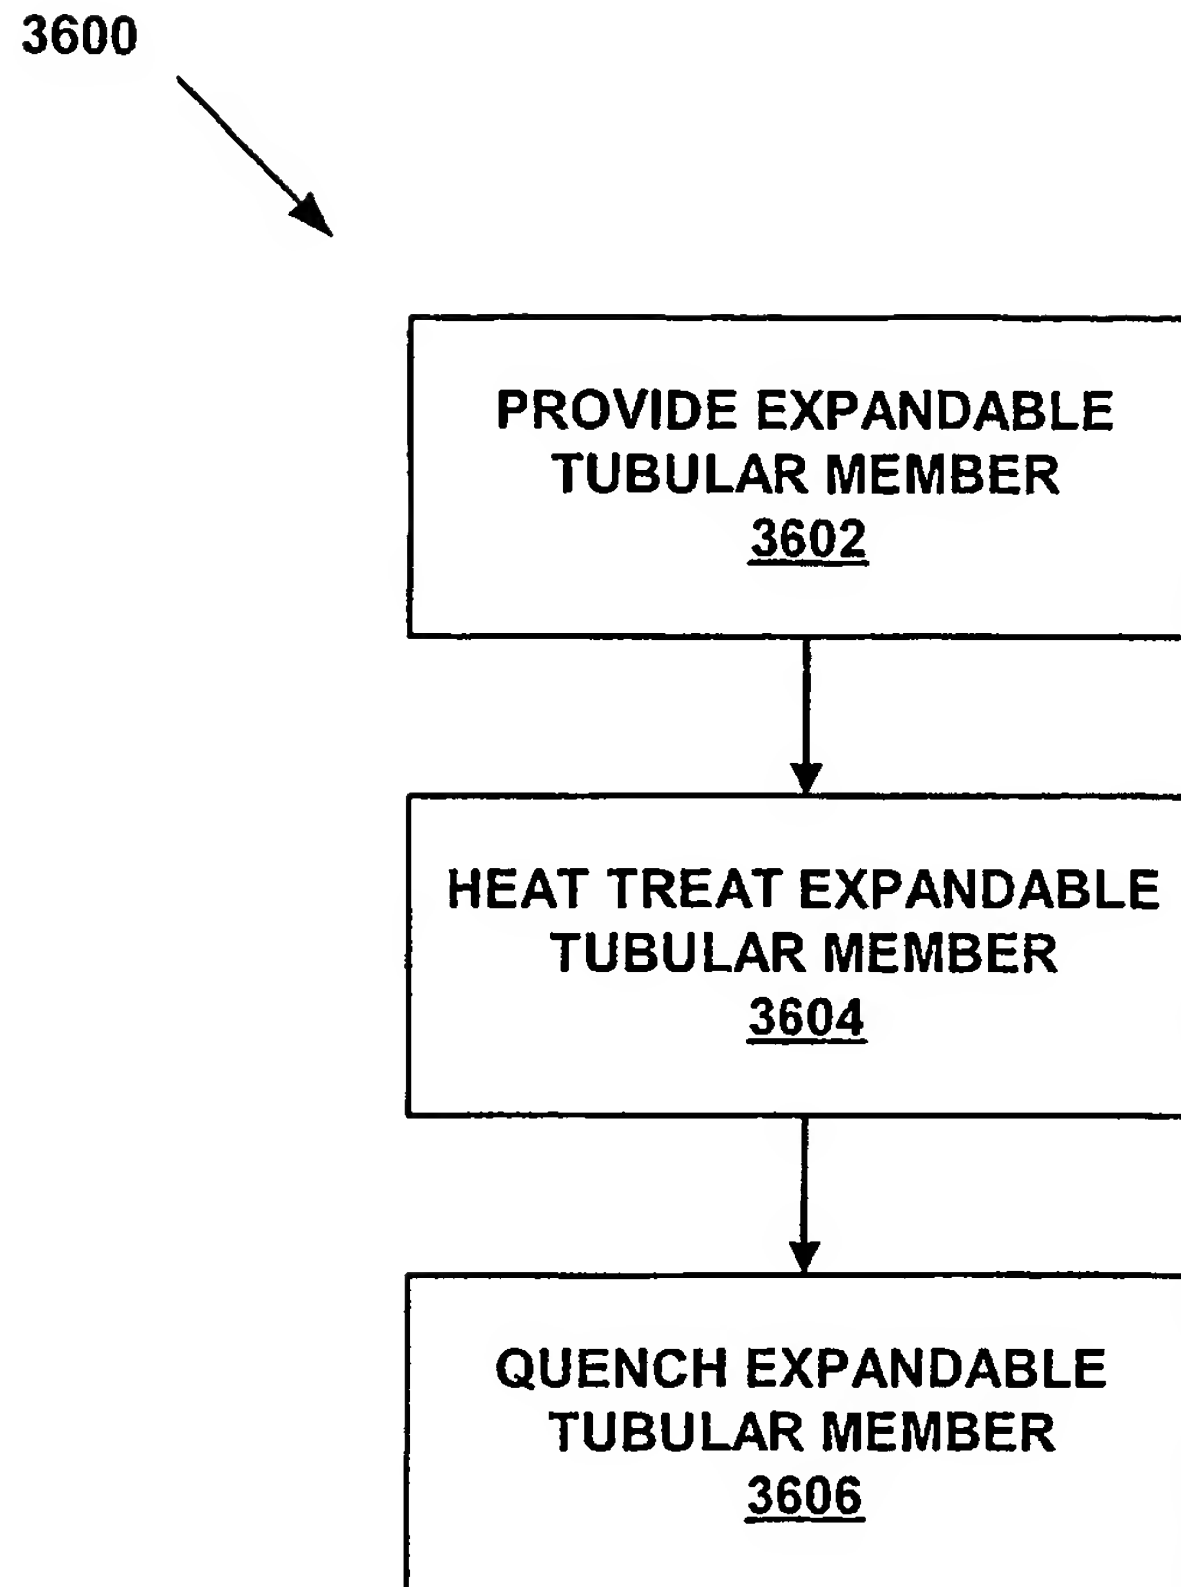 3600
PROVIDE EXPANDABLE
TUBULAR MEMBER
3602
HEAT TREAT EXPANDABLE
TUBULAR MEMBER
3604
QUENCH EXPANDABLE
TUBULAR MEMBER
3606